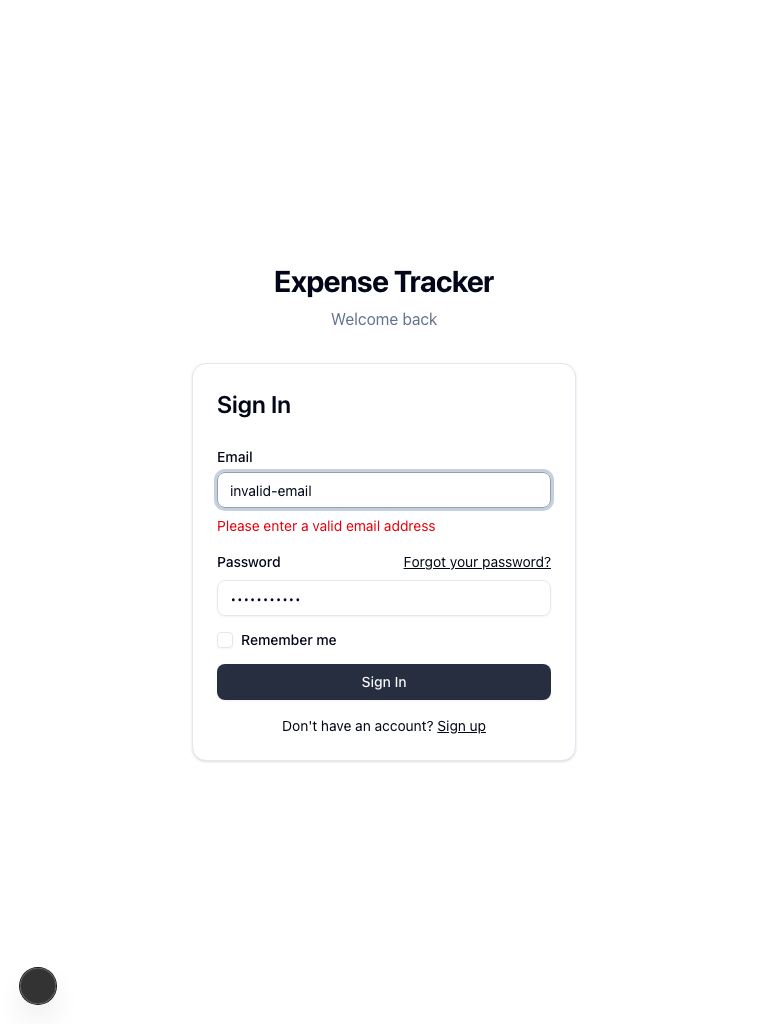 Expense Tracker
Welcome back
Sign In
Email
invalid-email
Please enter a valid email address
Password Forgot your password?
•••••••••••
Remember me
Sign In
Don't have an account? Sign up